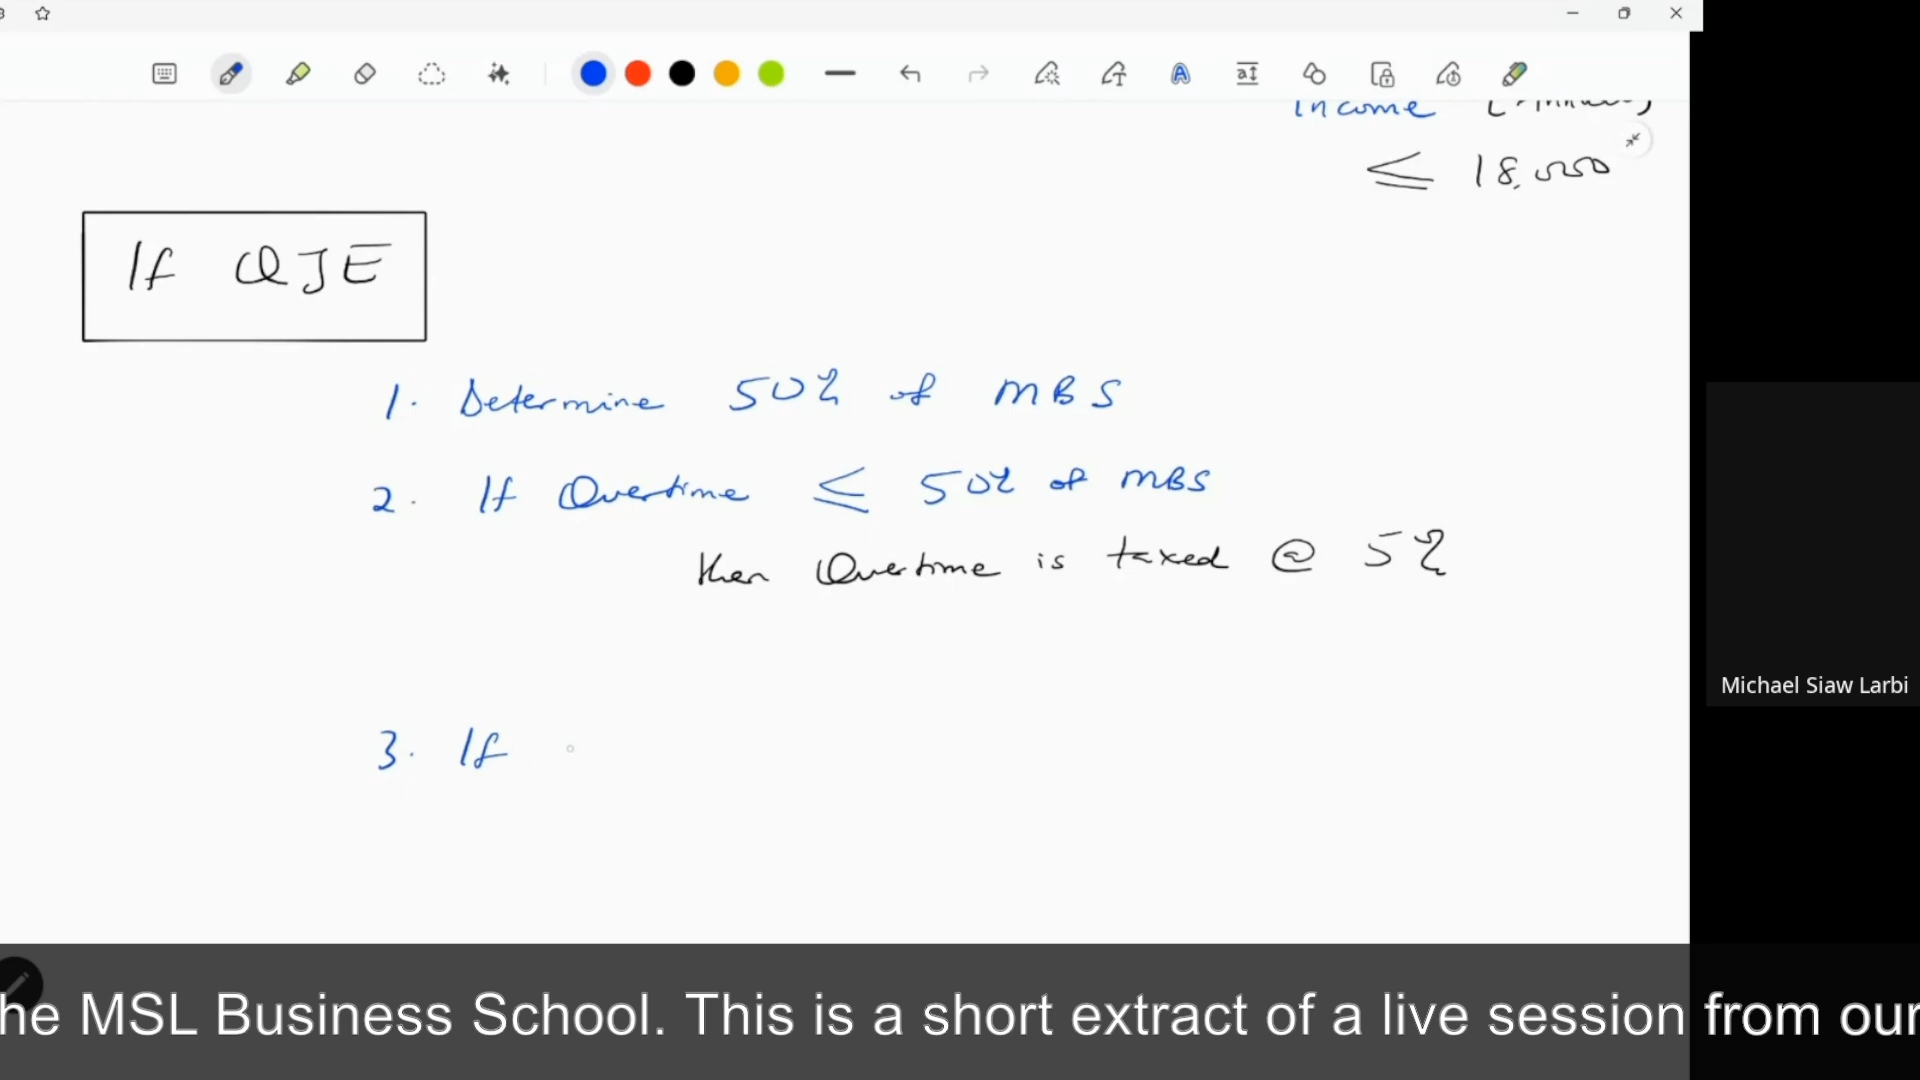 Income
≤ 18,000
If QJE
1. Determine 50% of MBS
2. If Overtime ≤ 50% of MBS
then Overtime is taxed @ 5%
3. If
Michael Siaw Larbi
he MSL Business School. This is a short extract of a live session from our